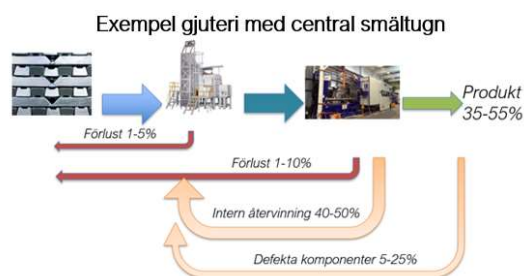 Exempel gjuteri med central smältugn
Produkt
35-55%
Förlust 1-5%
Förlust 1-10%
Intern återvinning 40-50%
Defekta komponenter 5-25%